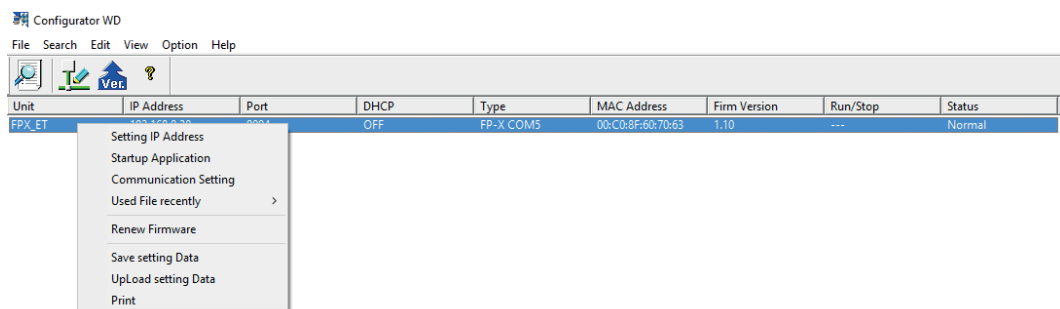 Configurator WD
File Search Edit View Option Help
Ver. ?
Unit IP Address Port DHCP Type MAC Address Firm Version Run/Stop Status
FPX_ET OFF FP-X COM5 00:C0:8F:60:70:63 1.10 --- Normal
Setting IP Address
Startup Application
Communication Setting
Used File recently >
Renew Firmware
Save setting Data
UpLoad setting Data
Print